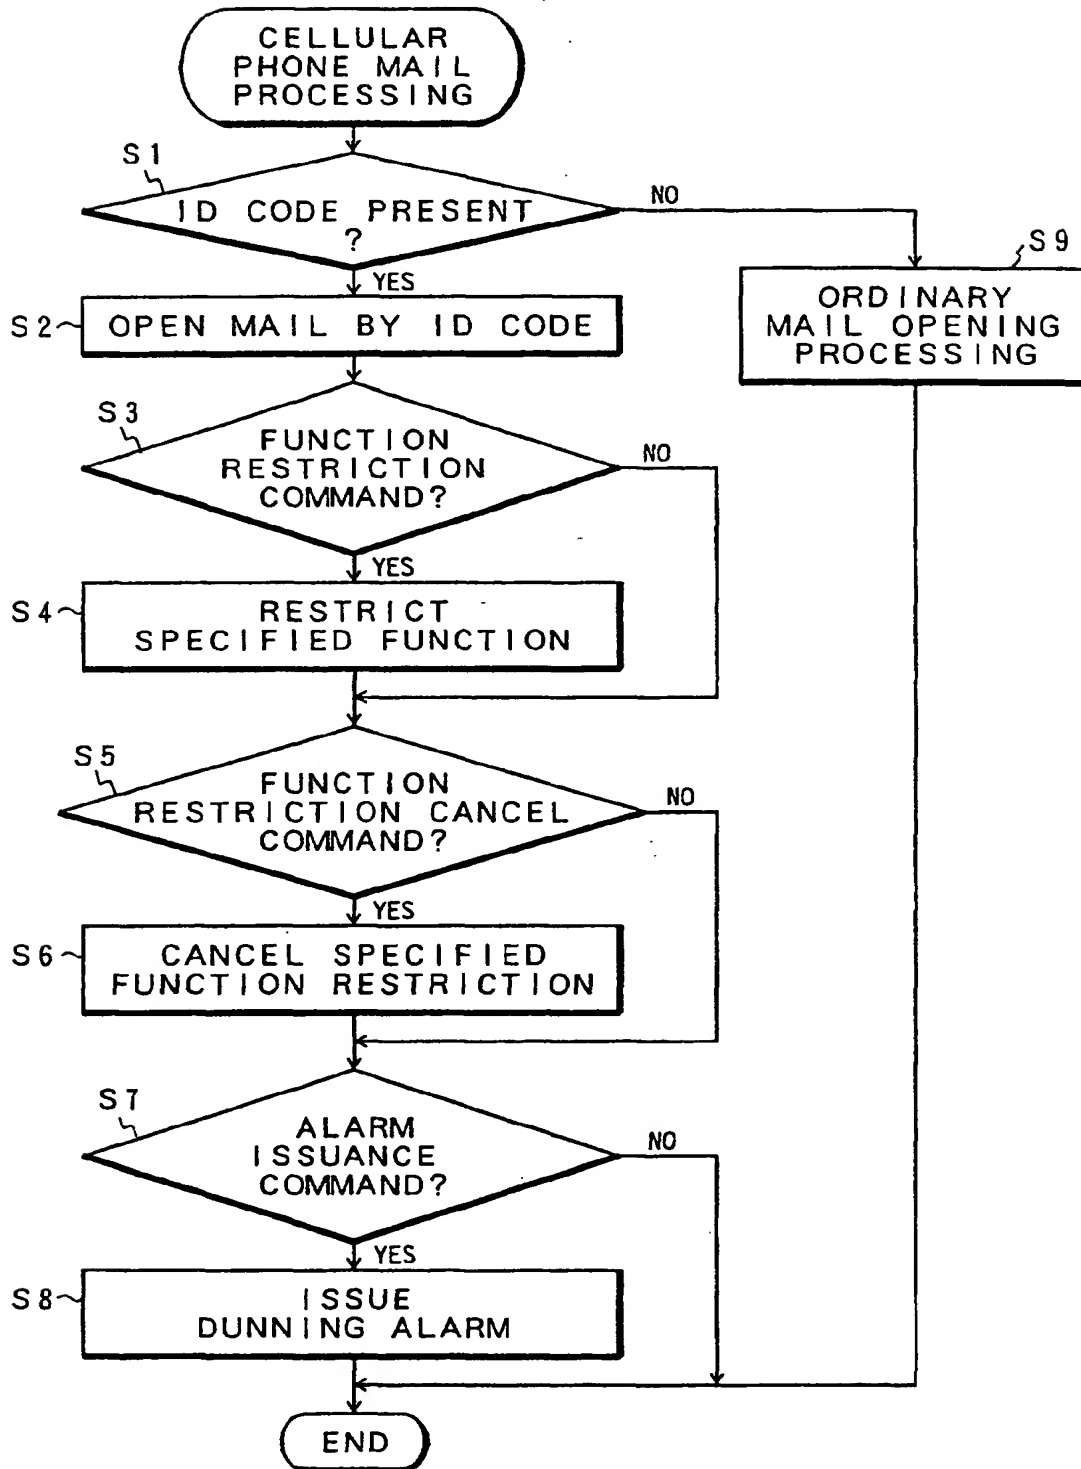 CELLULAR
PHONE MAIL
PROCESSING
S1
ID CODE PRESENT
?
NO
YES
S9
ORDINARY
MAIL OPENING
PROCESSING
S2
OPEN MAIL BY ID CODE
S3
FUNCTION
RESTRICTION
COMMAND?
NO
YES
S4
RESTRICT
SPECIFIED FUNCTION
S5
FUNCTION
RESTRICTION CANCEL
COMMAND?
NO
YES
S6
CANCEL SPECIFIED
FUNCTION RESTRICTION
S7
ALARM
ISSUANCE
COMMAND?
NO
YES
S8
ISSUE
DUNNING ALARM
END